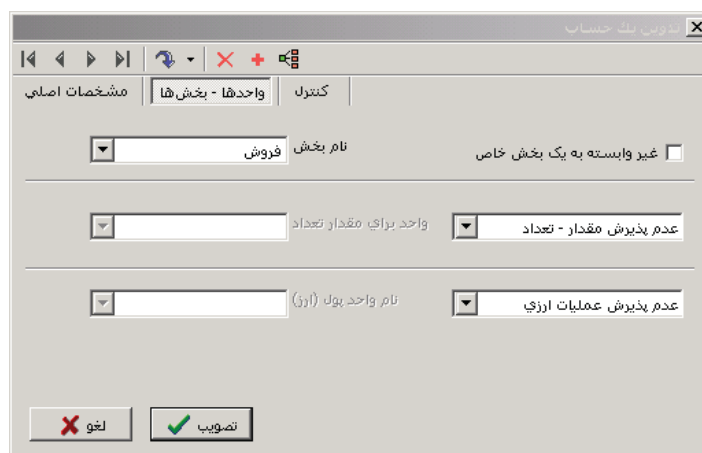 تدوين يك حساب
مشخصات اصلي واحدها - بخش‌ها كنترل
غير وابسته به يک بخش خاص نام بخش فروش
عدم پذيرش مقدار - تعداد واحد براي مقدار تعداد
عدم پذيرش عمليات ارزي نام واحد پول (ارز)
تصويب لغو